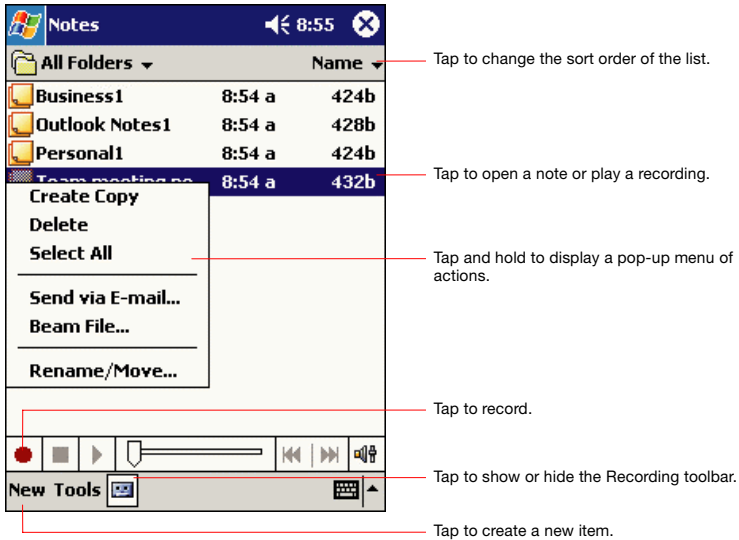 Notes 8:55
All Folders Name
Tap to change the sort order of the list.
Business1 8:54 a 424b
Outlook Notes1 8:54 a 428b
Personal1 8:54 a 424b
Team meeting no 8:54 a 432b
Tap to open a note or play a recording.
Create Copy
Delete
Select All
Send via E-mail...
Beam File...
Rename/Move...
Tap and hold to display a pop-up menu of
actions.
Tap to record.
New Tools
Tap to show or hide the Recording toolbar.
Tap to create a new item.